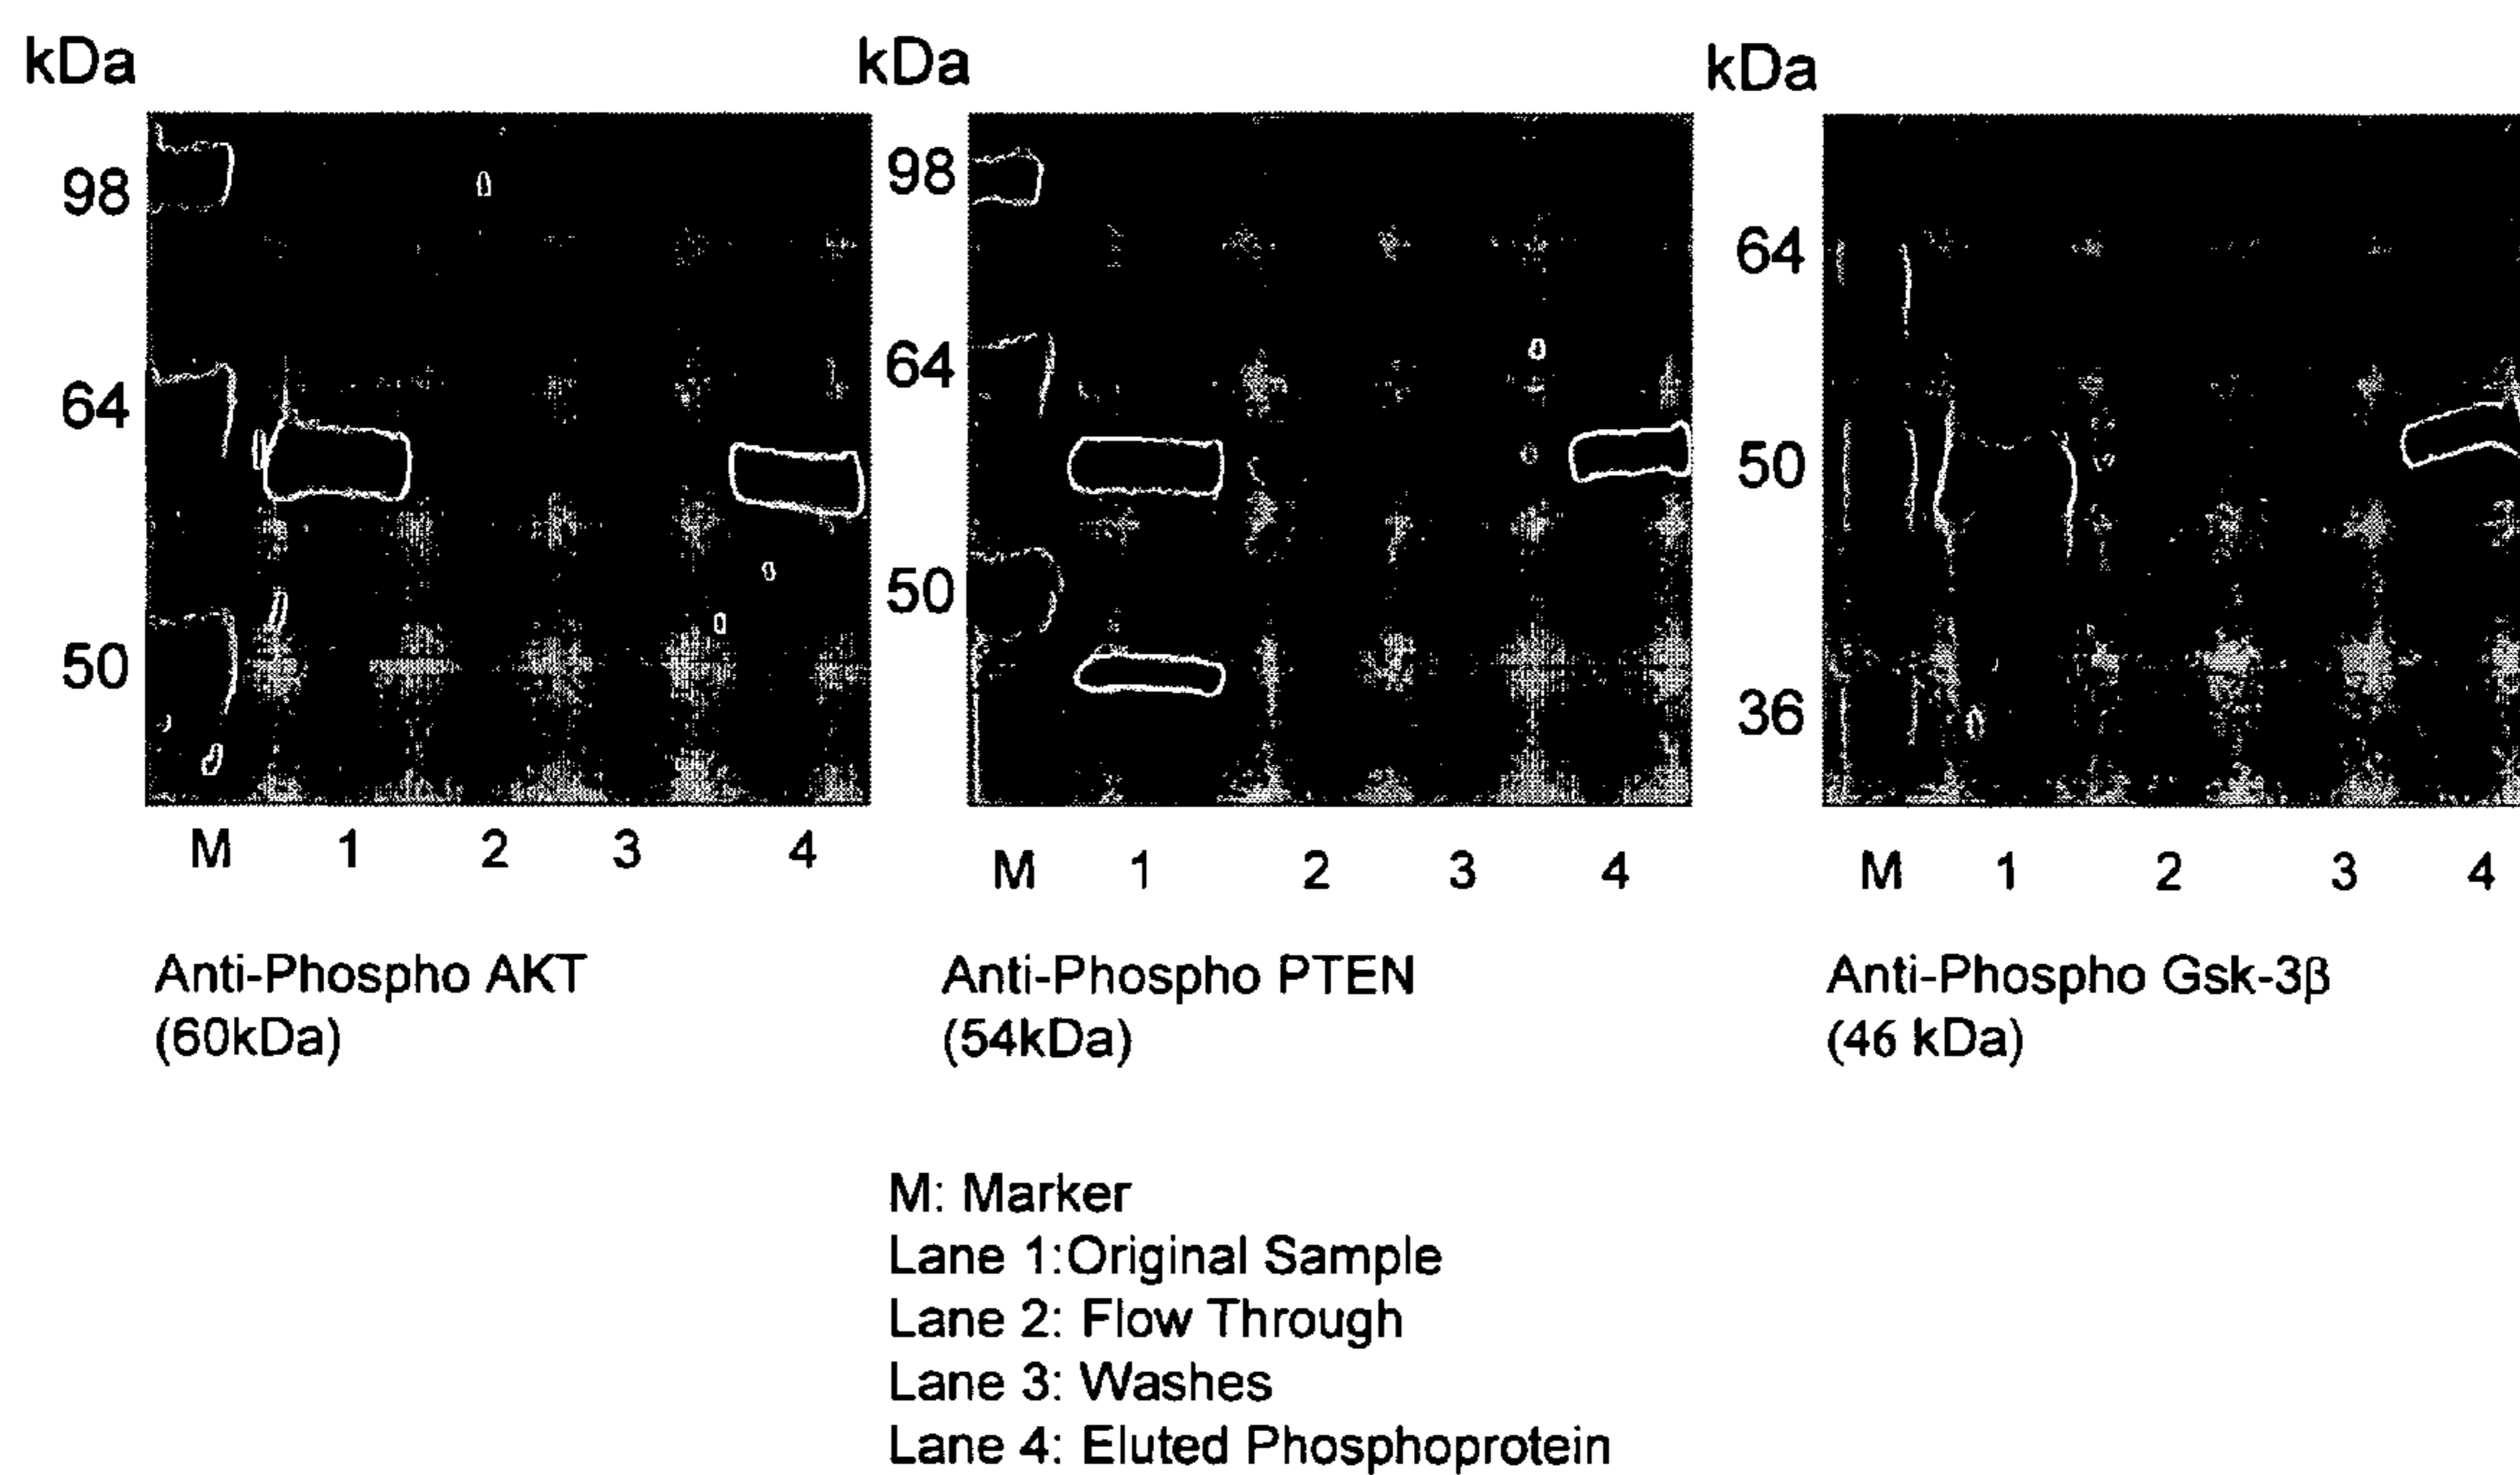 kDa
98
64
50
M 1 2 3 4
Anti-Phospho AKT
(60kDa)
kDa
98
64
50
M 1 2 3 4
Anti-Phospho PTEN
(54kDa)
kDa
64
50
36
M 1 2 3 4
Anti-Phospho Gsk-3β
(46 kDa)
M: Marker
Lane 1:Original Sample
Lane 2: Flow Through
Lane 3: Washes
Lane 4: Eluted Phosphoprotein